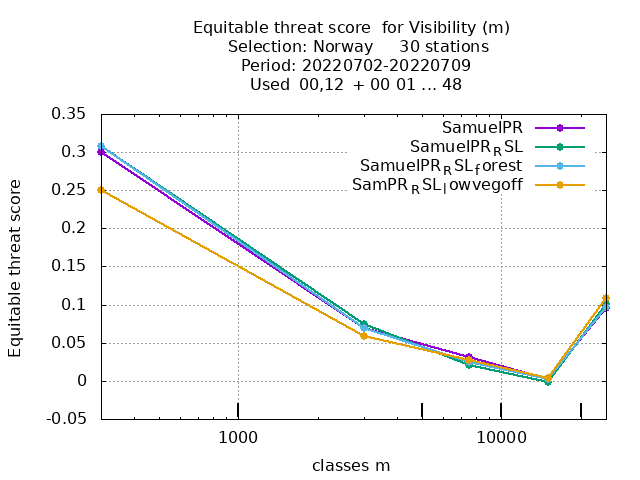 Equitable threat score for Visibility (m)
Selection: Norway 30 stations
Period: 20220702-20220709
Used 00,12 + 00 01 ... 48
0.35
0.3
0.25
0.2
0.15
0.1
0.05
0
-0.05
Equitable threat score
SamuelPR
SamuelPR_RSL
SamuelPR_RSL_forest
SamPR_RSL_lowvegoff
1000
10000
classes m